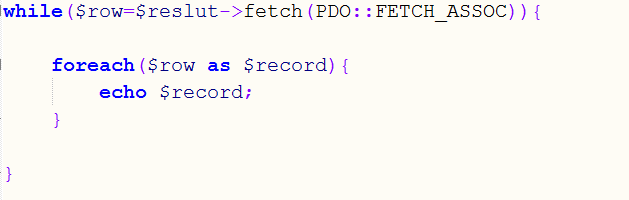 while($row=$reslut->fetch(PDO::FETCH_ASSOC)){
foreach($row as $record){
echo $record;
}
}